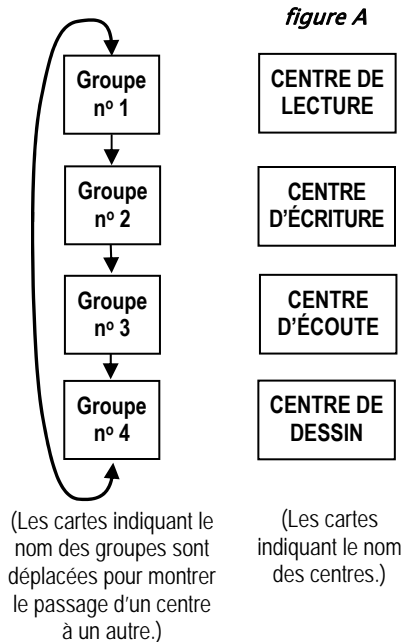 figure A
Groupe
nº 1
CENTRE DE
LECTURE
Groupe
nº 2
CENTRE
D'ÉCRITURE
Groupe
nº 3
CENTRE
D'ÉCOUTE
Groupe
nº 4
CENTRE DE
DESSIN
(Les cartes indiquant le
nom des groupes sont
déplacées pour montrer
le passage d'un centre
à un autre.)
(Les cartes
indiquant le nom
des centres.)